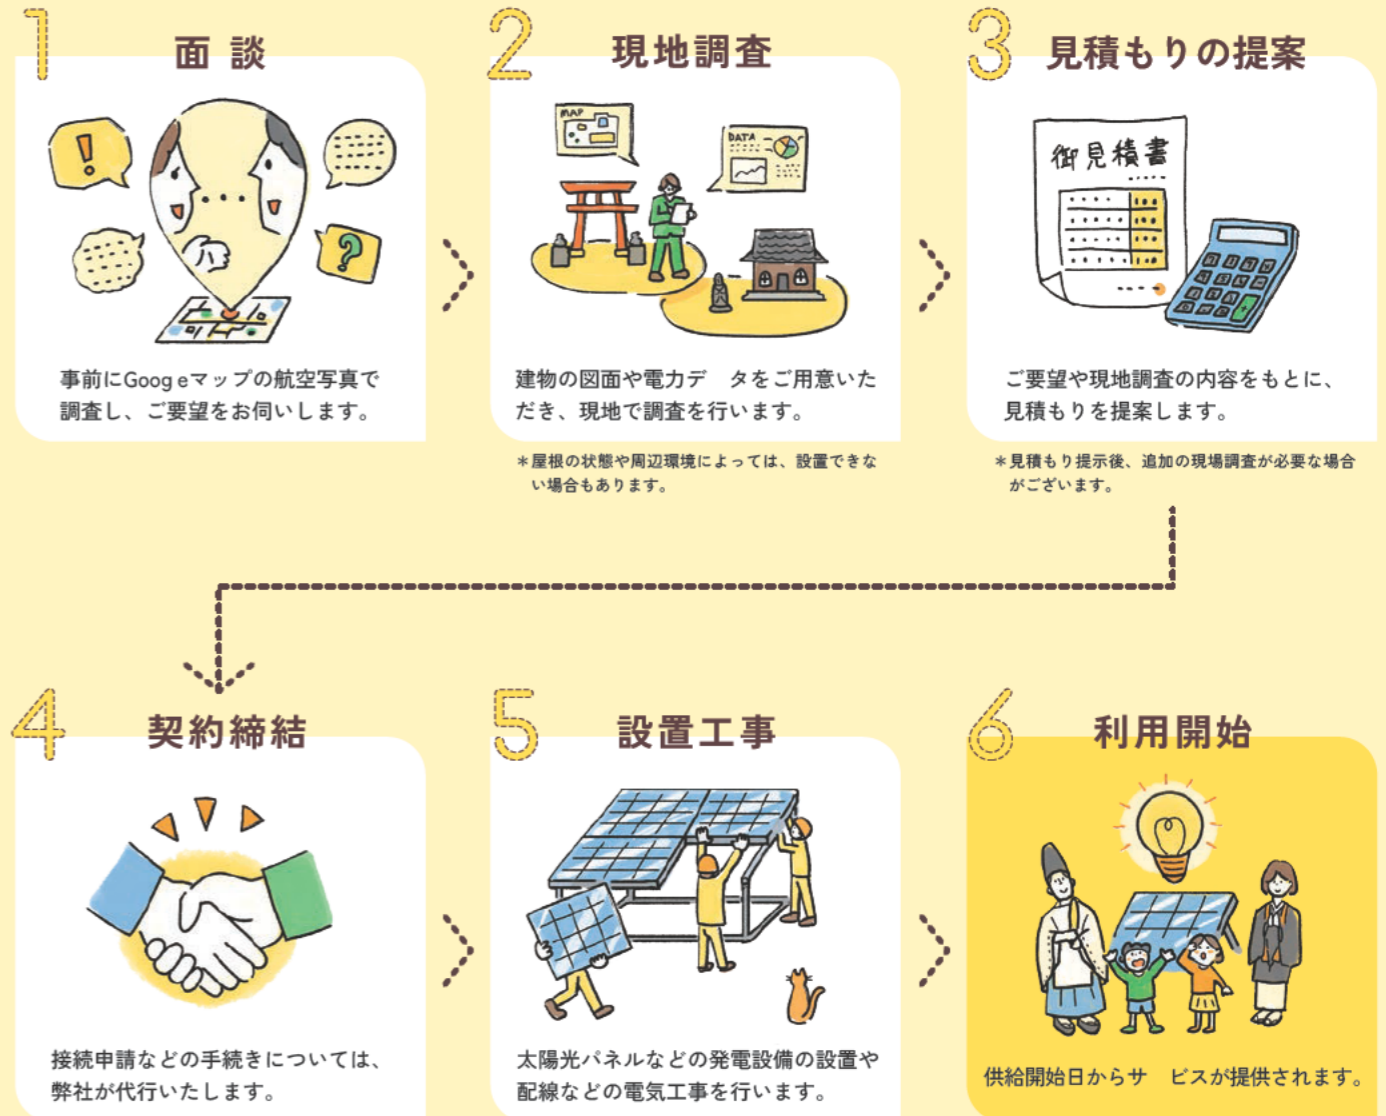 1
面談
事前にGoog eマップの航空写真で
調査し、ご要望をお伺いします。
2
現地調査
MAP
DATA
建物の図面や電力デ　タをご用意いた
だき、現地で調査を行います。
＊屋根の状態や周辺環境によっては、設置できな
い場合もあります。
3
見積もりの提案
御見積書
ご要望や現地調査の内容をもとに、
見積もりを提案します。
＊見積もり提示後、追加の現場調査が必要な場合
がございます。
4
契約締結
接続申請などの手続きについては、
弊社が代行いたします。
5
設置工事
太陽光パネルなどの発電設備の設置や
配線などの電気工事を行います。
6
利用開始
供給開始日からサ　ビスが提供されます。